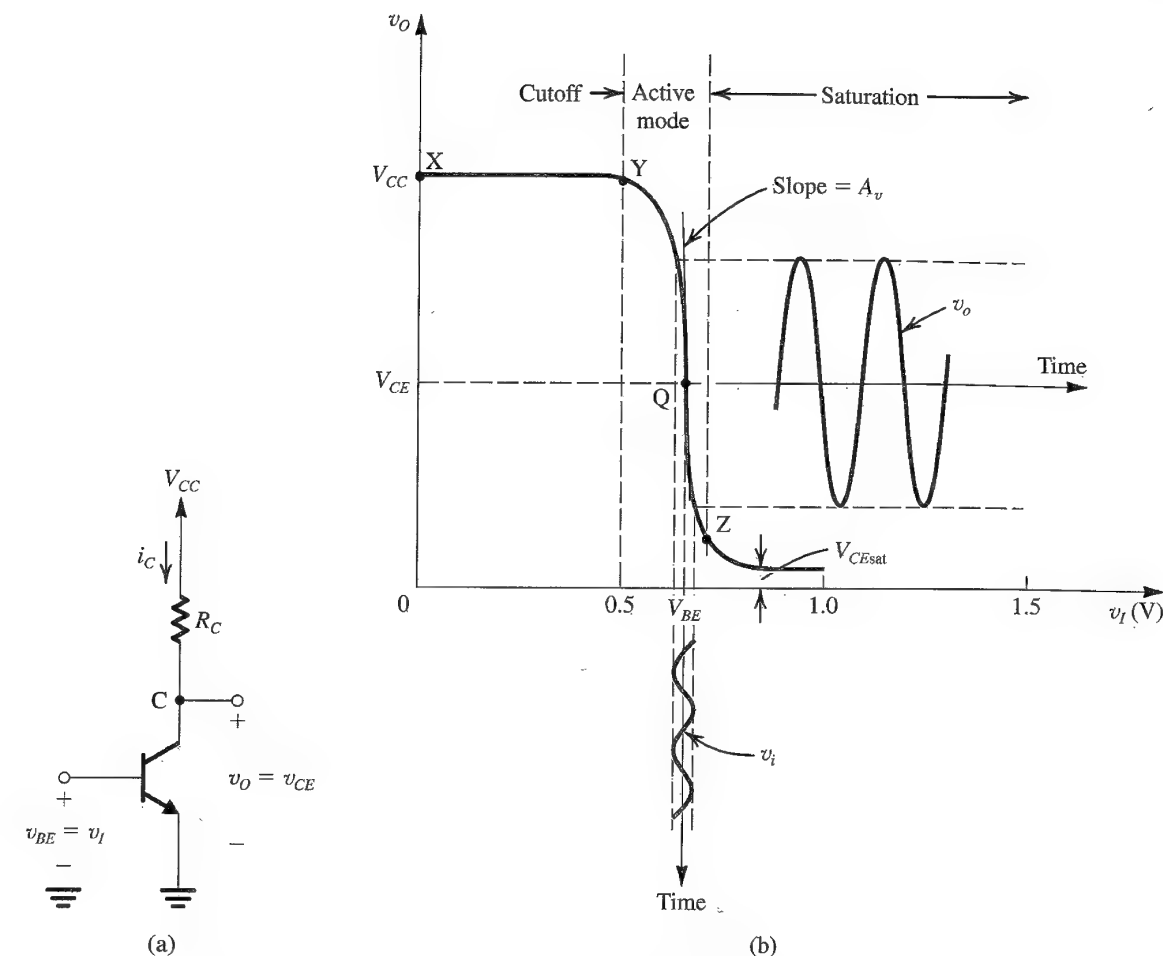 v_O
Cutoff
Active
mode
Saturation
V_CC
X
Y
Slope = A_v
v_o
Time
V_CE
Q
Z
V_CEsat
0
0.5
V_BE
1.0
1.5
v_I (V)
v_i
Time
(b)
V_CC
i_C
R_C
C
+
v_O = v_CE
+
v_BE = v_I
−
−
(a)